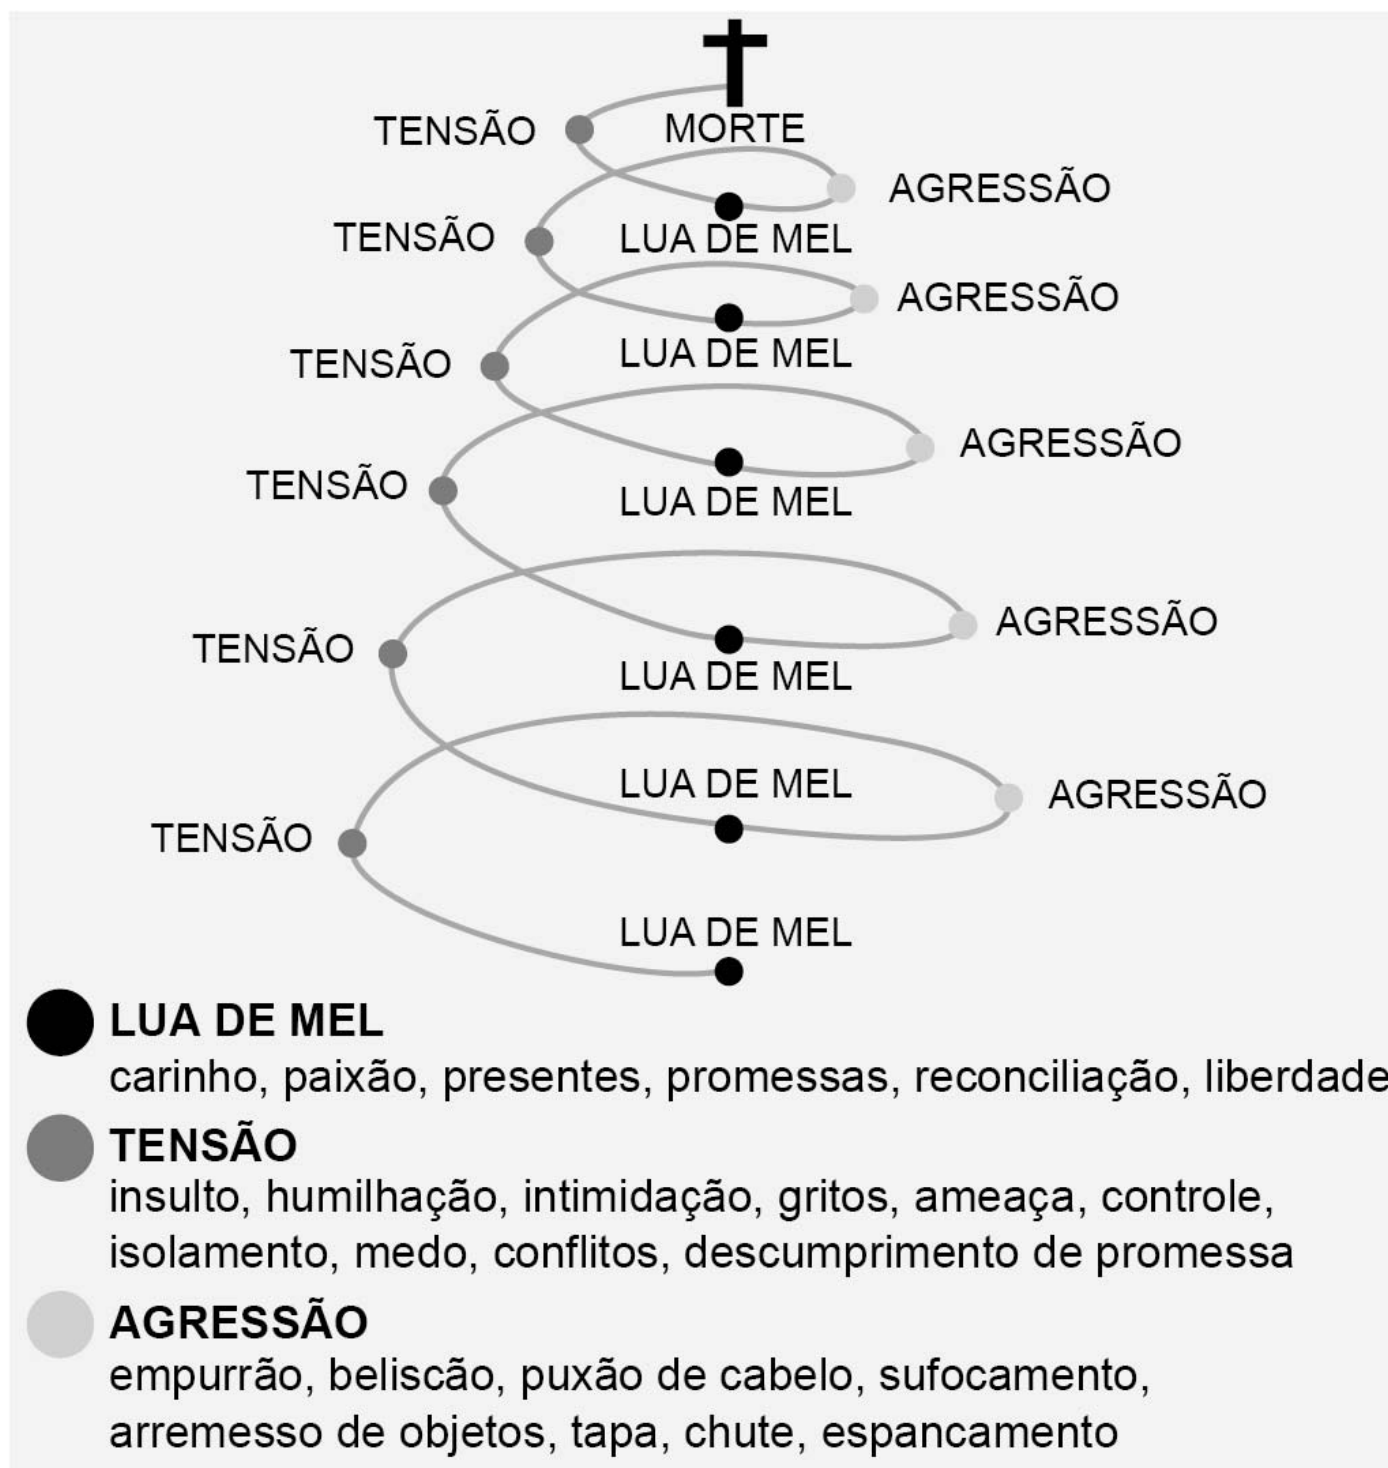 MORTE
TENSÃO
AGRESSÃO
TENSÃO
LUA DE MEL
AGRESSÃO
LUA DE MEL
TENSÃO
AGRESSÃO
TENSÃO
LUA DE MEL
AGRESSÃO
TENSÃO
LUA DE MEL
LUA DE MEL
AGRESSÃO
TENSÃO
LUA DE MEL
LUA DE MEL
carinho, paixão, presentes, promessas, reconciliação, liberdade
TENSÃO
insulto, humilhação, intimidação, gritos, ameaça, controle,
isolamento, medo, conflitos, descumprimento de promessa
AGRESSÃO
empurrão, beliscão, puxão de cabelo, sufocamento,
arremesso de objetos, tapa, chute, espancamento